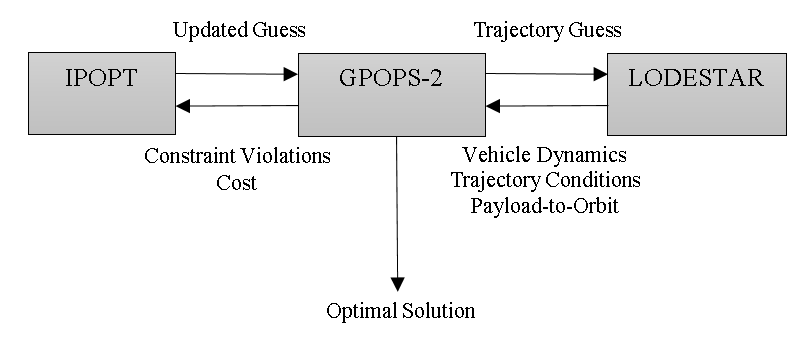 Updated Guess
Trajectory Guess
IPOPT
GPOPS-2
LODESTAR
Constraint Violations
Cost
Vehicle Dynamics
Trajectory Conditions
Payload-to-Orbit
Optimal Solution